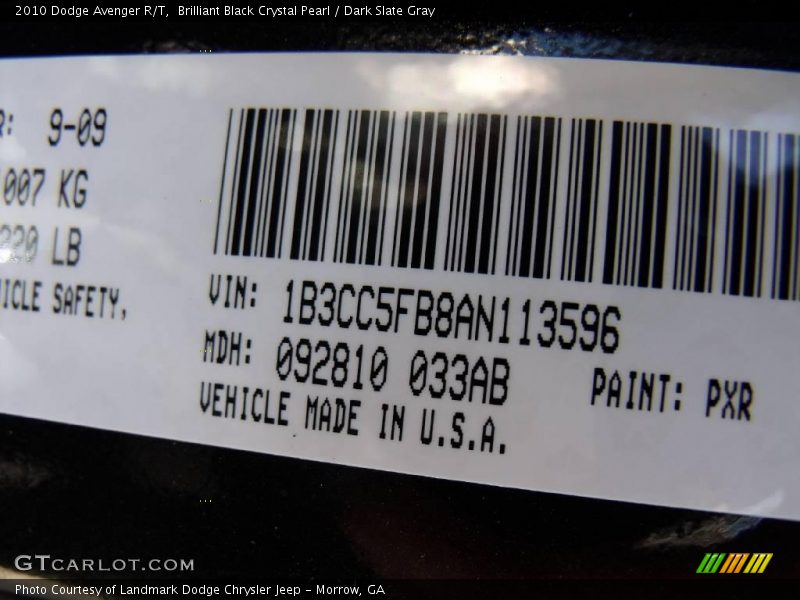 2010 Dodge Avenger R/T, Brilliant Black Crystal Pearl / Dark Slate Gray
R: 9-09
007 KG
220 LB
ICLE SAFETY,
VIN: 1B3CC5FB8AN113596
MDH: 092810 033AB
PAINT: PXR
VEHICLE MADE IN U.S.A.
GTCARLOT.COM
Photo Courtesy of Landmark Dodge Chrysler Jeep - Morrow, GA